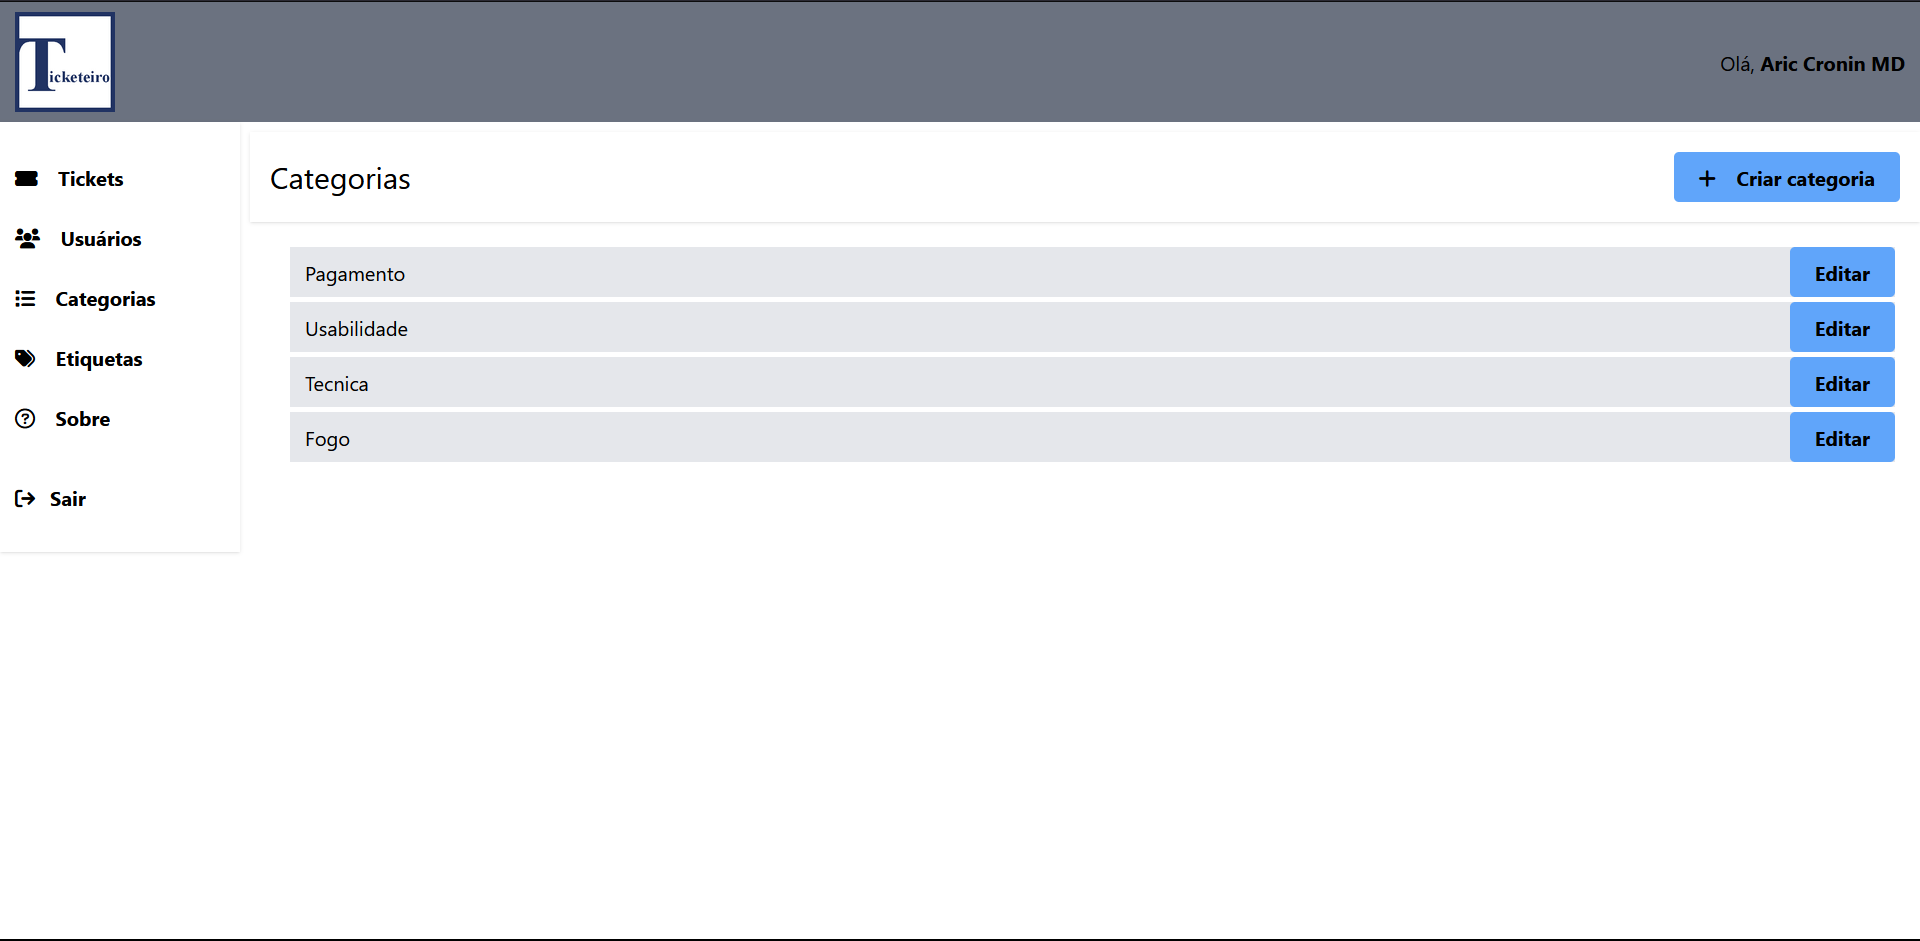 Ticketeiro
Olá, Aric Cronin MD
Tickets
Usuários
Categorias
Etiquetas
Sobre
Sair
Categorias
Criar categoria
Pagamento Editar
Usabilidade Editar
Tecnica Editar
Fogo Editar